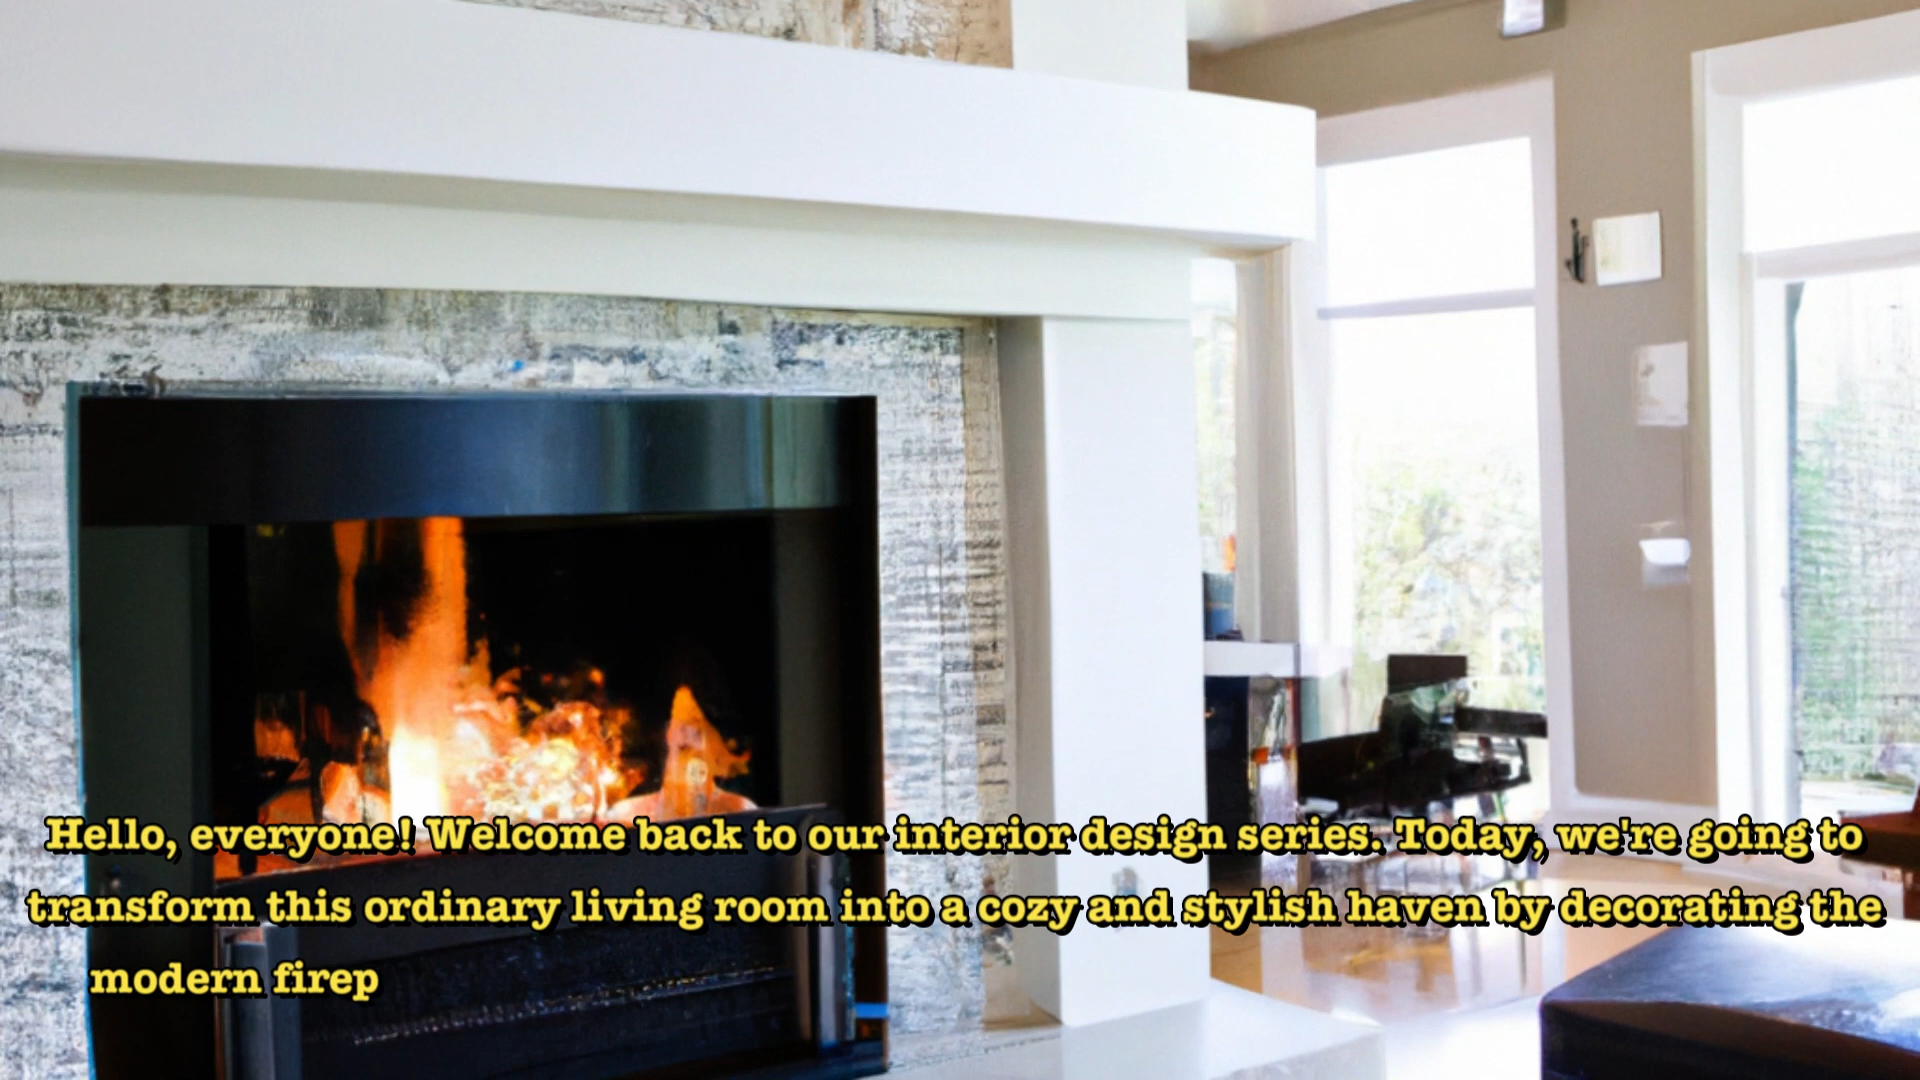 Hello, everyone! Welcome back to our interior design series. Today, we're going to
transform this ordinary living room into a cozy and stylish haven by decorating the
modern firep